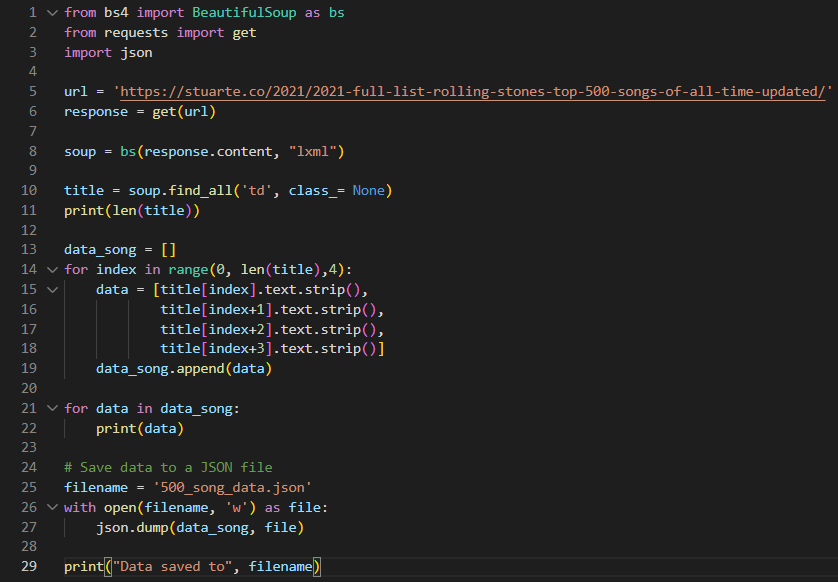 1 from bs4 import BeautifulSoup as bs
2 from requests import get
3 import json
4
5 url = 'https://stuarte.co/2021/2021-full-list-rolling-stones-top-500-songs-of-all-time-updated/'
6 response = get(url)
7
8 soup = bs(response.content, "lxml")
9
10 title = soup.find_all('td', class_= None)
11 print(len(title))
12
13 data_song = []
14 for index in range(0, len(title),4):
15     data = [title[index].text.strip(),
16             title[index+1].text.strip(),
17             title[index+2].text.strip(),
18             title[index+3].text.strip()]
19     data_song.append(data)
20
21 for data in data_song:
22     print(data)
23
24 # Save data to a JSON file
25 filename = '500_song_data.json'
26 with open(filename, 'w') as file:
27     json.dump(data_song, file)
28
29 print("Data saved to", filename)